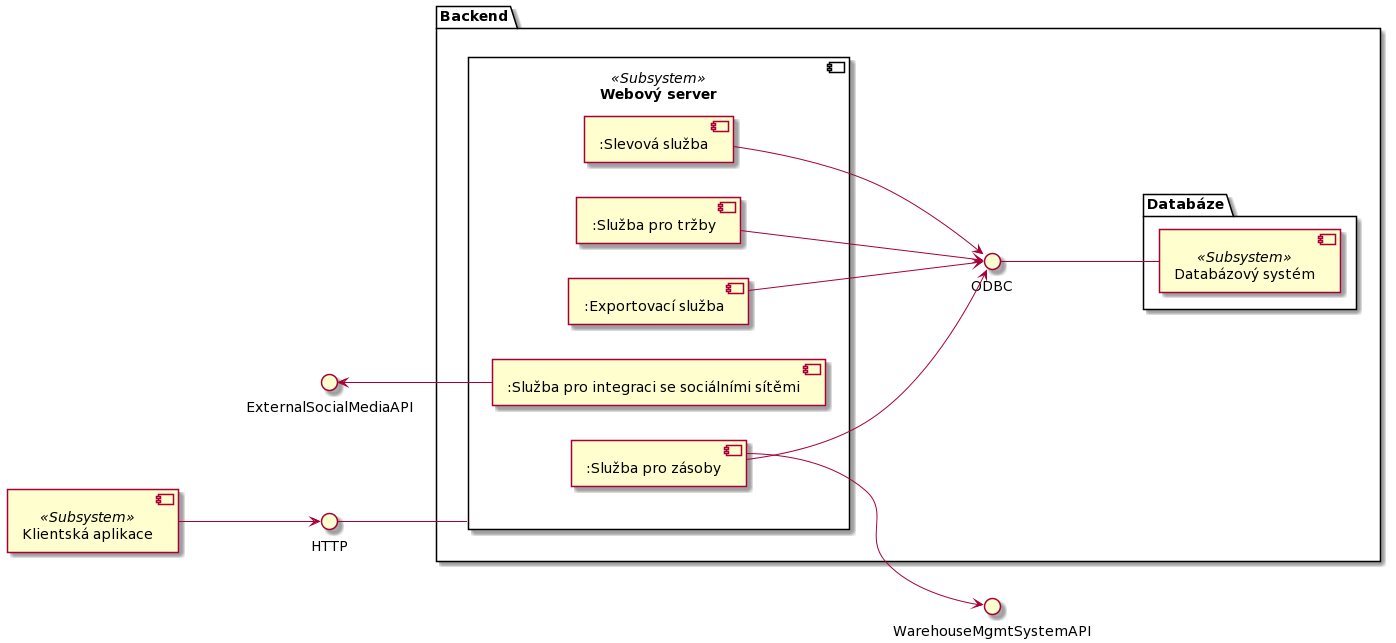 Backend
«Subsystem»
Webový server
:Slevová služba
:Služba pro tržby
:Exportovací služba
:Služba pro integraci se sociálními sítěmi
:Služba pro zásoby
Databáze
«Subsystem»
Databázový systém
ODBC
ExternalSocialMediaAPI
«Subsystem»
Klientská aplikace
HTTP
WarehouseMgmtSystemAPI